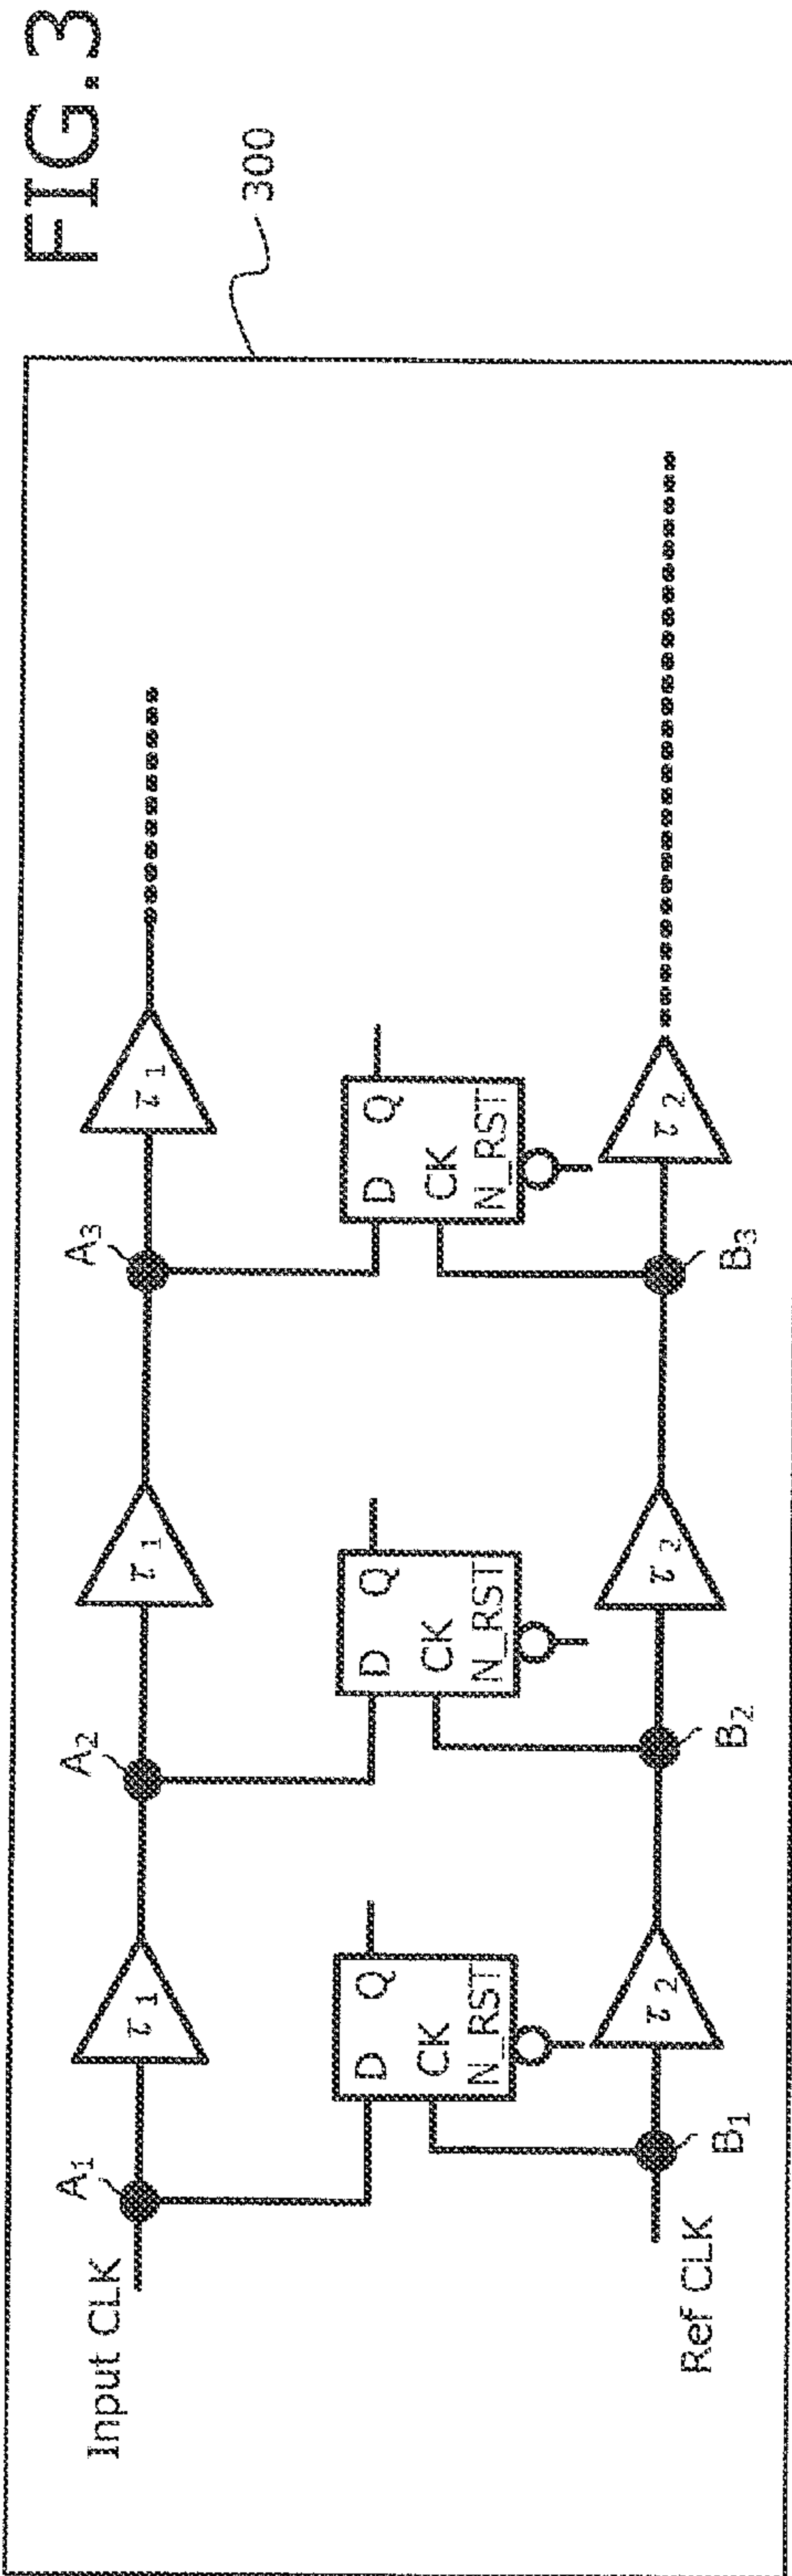 FIG.3
300
Input CLK
A1
A2
A3
τ1
τ1
τ1
D Q
CK
N_RST
D Q
CK
N_RST
D Q
CK
N_RST
τ2
τ2
τ2
B1
B2
B3
Ref CLK